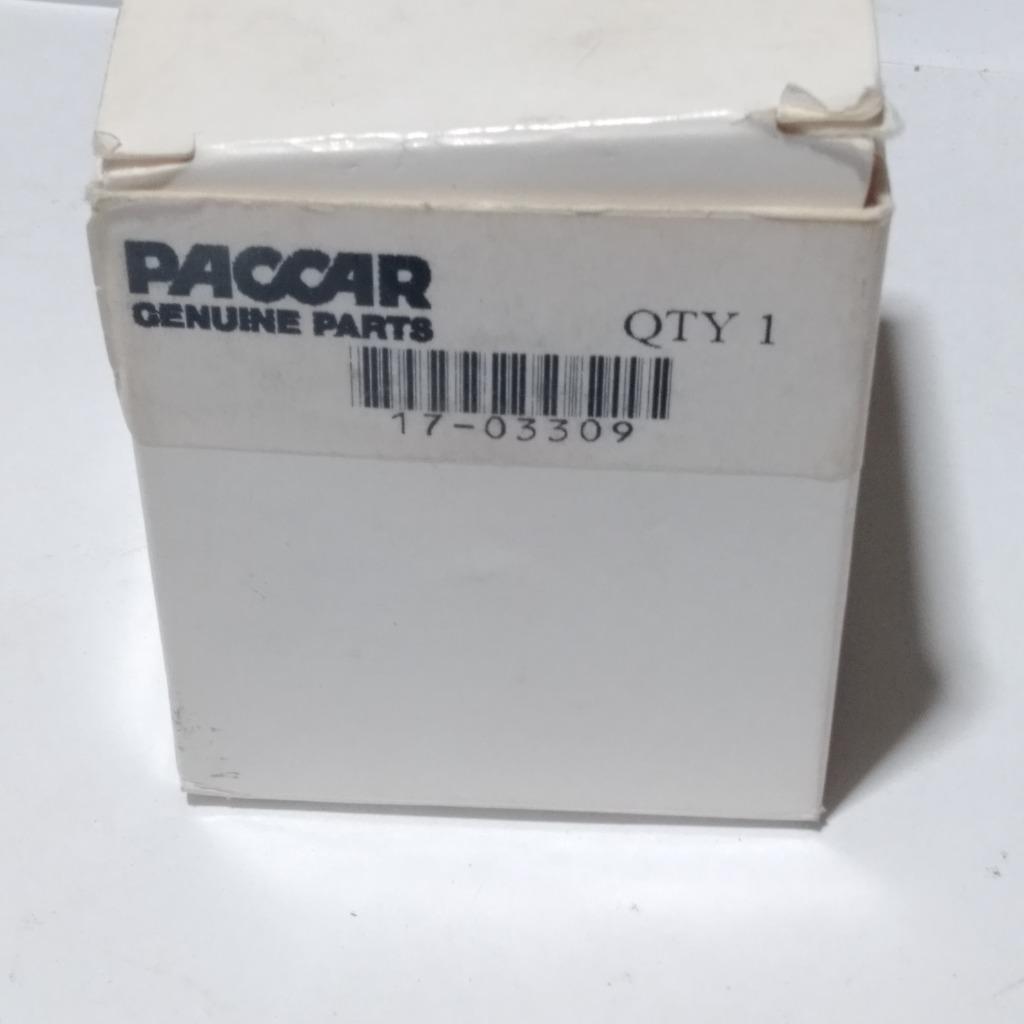 PACCAR
GENUINE PARTS
QTY 1
17-03309